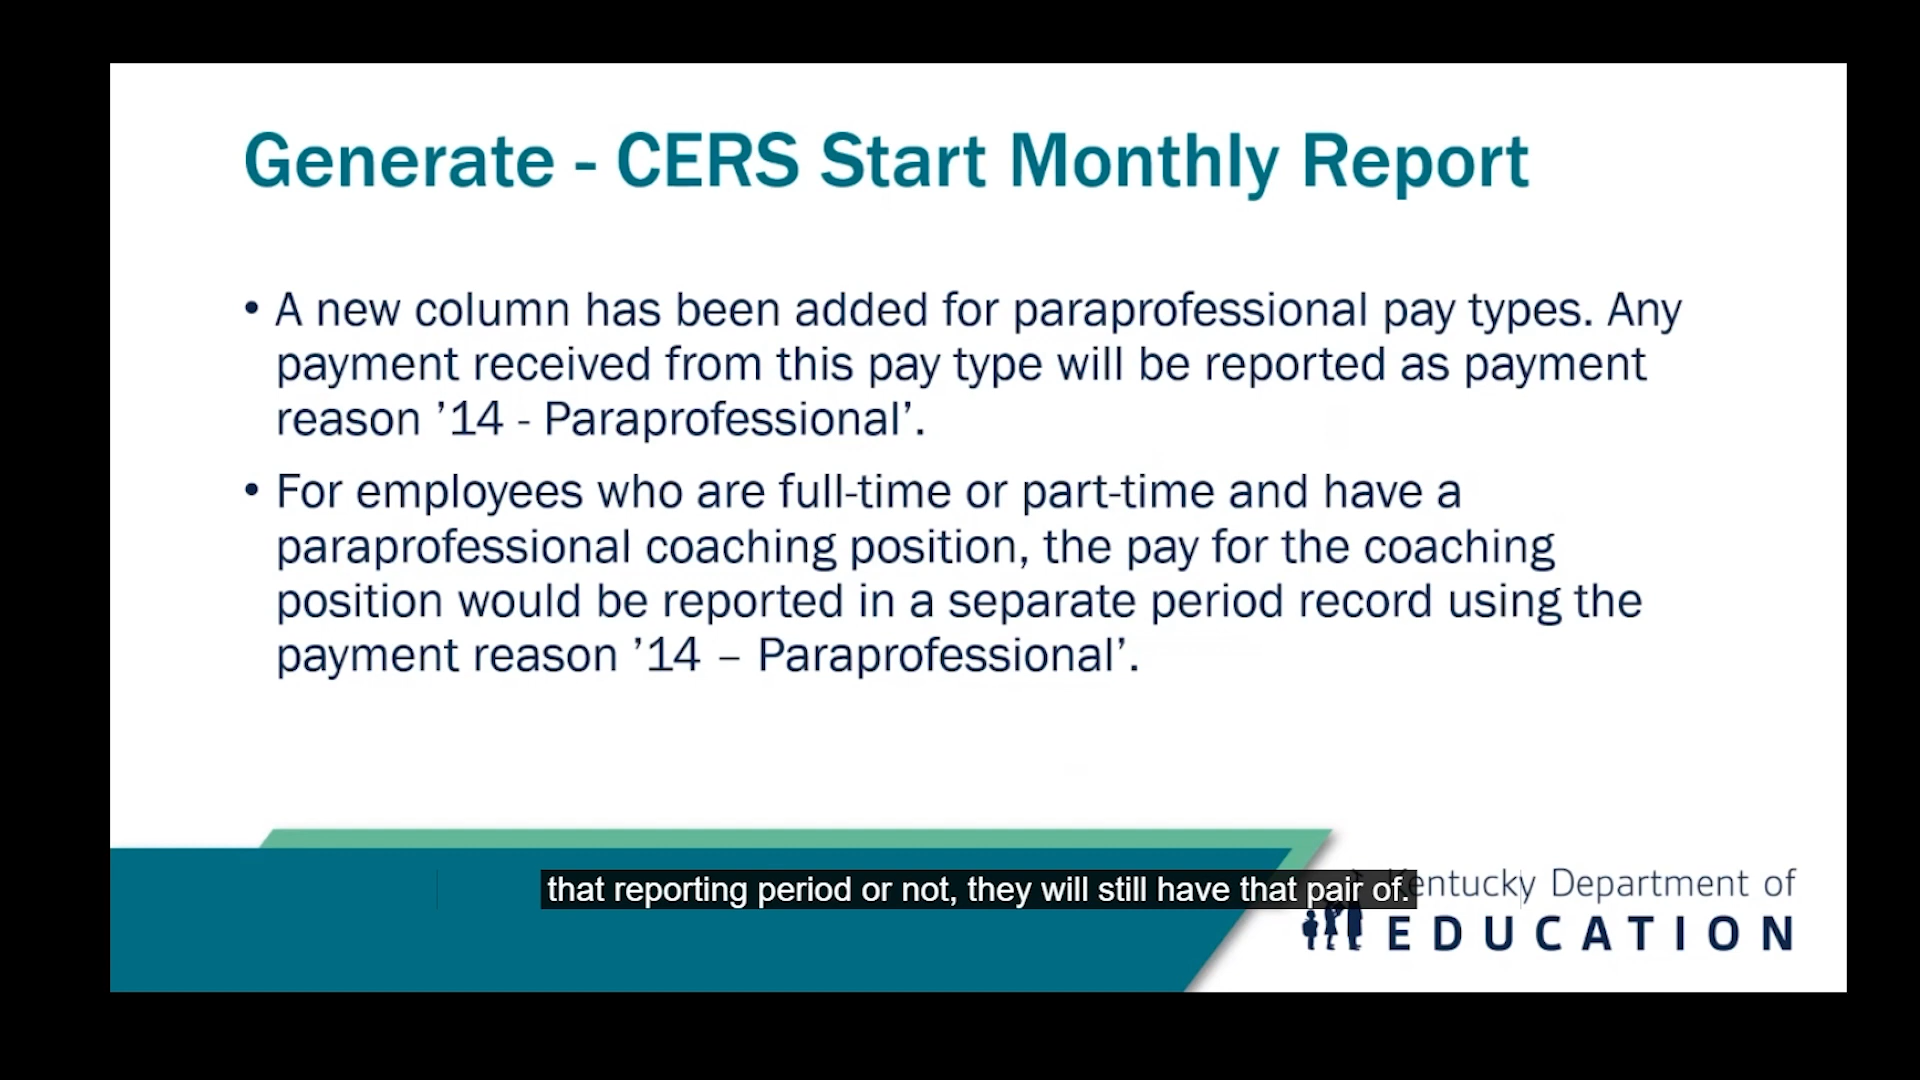 Generate - CERS Start Monthly Report
• A new column has been added for paraprofessional pay types. Any
payment received from this pay type will be reported as payment
reason ’14 - Paraprofessional’.
• For employees who are full-time or part-time and have a
paraprofessional coaching position, the pay for the coaching
position would be reported in a separate period record using the
payment reason ’14 – Paraprofessional’.
that reporting period or not, they will still have that pair of.
Kentucky Department of
EDUCATION